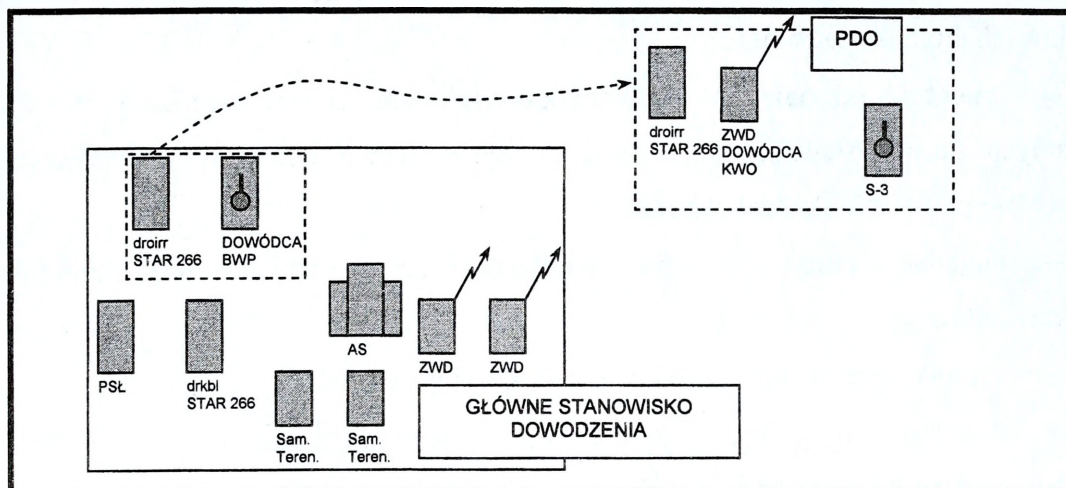 PDO
droirr
STAR 266
ZWD
DOWÓDCA
KWO
S-3
droirr
STAR 266
DOWÓDCA
BWP
PSŁ
drkbl
STAR 266
AS
ZWD
ZWD
Sam.
Teren.
Sam.
Teren.
GŁÓWNE STANOWISKO
DOWODZENIA